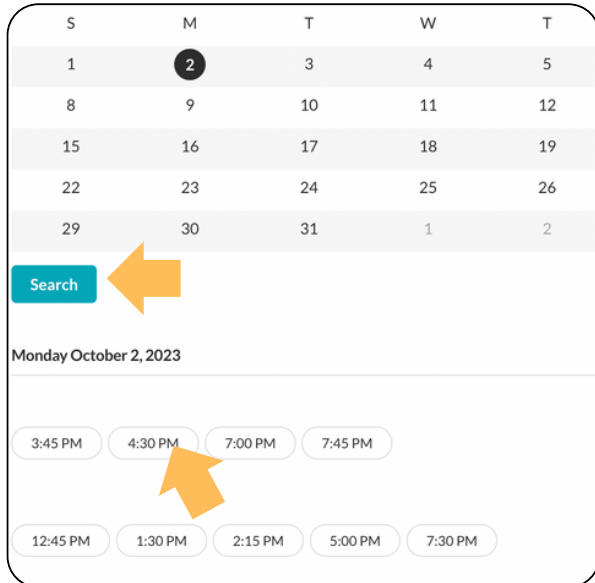 S M T W T
1 2 3 4 5
8 9 10 11 12
15 16 17 18 19
22 23 24 25 26
29 30 31 1 2
Search
Monday October 2, 2023
3:45 PM 4:30 PM 7:00 PM 7:45 PM
12:45 PM 1:30 PM 2:15 PM 5:00 PM 7:30 PM